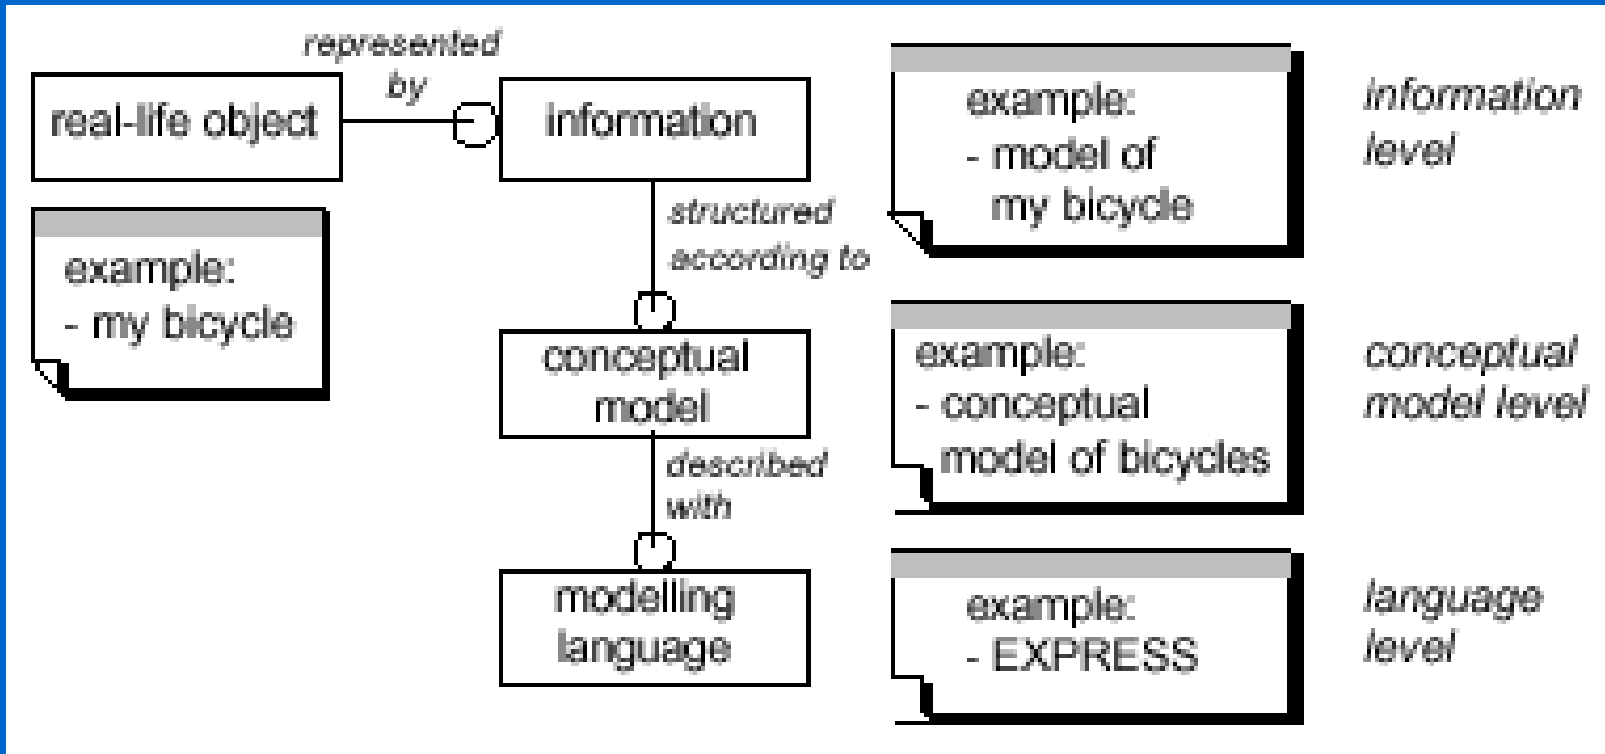 represented
by
real-life object
information
example:
- my bicycle
structured
according to
conceptual
model
described
with
modelling
language
example:
- model of
my bicycle
information
level
example:
- conceptual
model of bicycles
conceptual
model level
example:
- EXPRESS
language
level